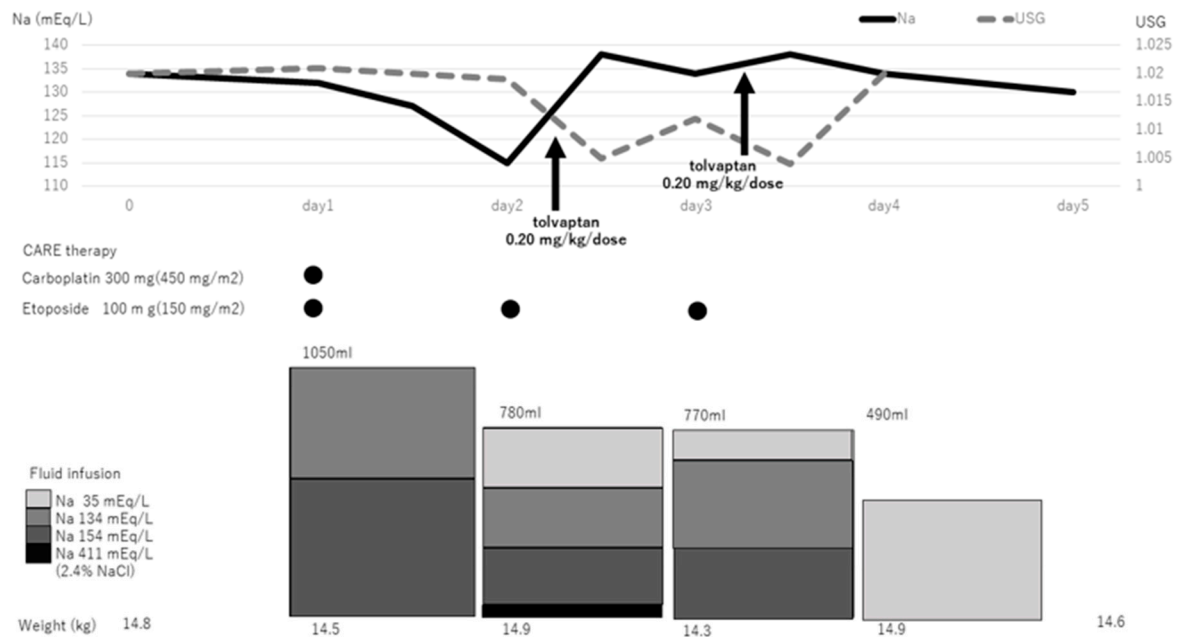 Na (mEq/L)
Na
USG
USG
140
135
130
125
120
115
110
1.025
1.02
1.015
1.01
1.005
1
tolvaptan
0.20 mg/kg/dose
0
day1
day2
day3
day4
day5
tolvaptan
0.20 mg/kg/dose
CARE therapy
Carboplatin 300 mg(450 mg/m2)
Etoposide 100 m g(150 mg/m2)
1050ml
780ml
770ml
490ml
Fluid infusion
Na 35 mEq/L
Na 134 mEq/L
Na 154 mEq/L
Na 411 mEq/L
(2.4% NaCl)
Weight (kg) 14.8 14.5 14.9 14.3 14.9 14.6